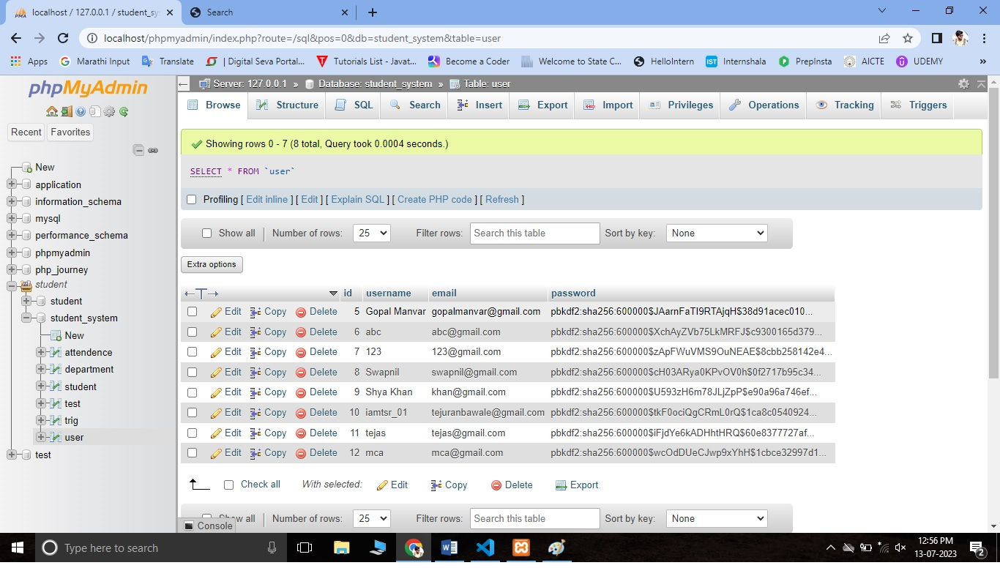 localhost / 127.0.0.1 / student_sy
Search
localhost/phpmyadmin/index.php?route=/sql&pos=0&db=student_system&table=user
Apps Marathi Input Translate | Digital Seva Portal... Tutorials List - Javat... Become a Coder Welcome to State C... HelloIntern Internshala PrepInsta AICTE UDEMY »
phpMyAdmin
Recent Favorites
New
application
information_schema
mysql
performance_schema
phpmyadmin
php_journey
student
student
student_system
New
attendence
department
student
test
trig
user
test
Server: 127.0.0.1 » Database: student_system » Table: user
Browse Structure SQL Search Insert Export Import Privileges Operations Tracking Triggers
Showing rows 0 - 7 (8 total, Query took 0.0004 seconds.)
SELECT * FROM `user`
Profiling [ Edit inline ] [ Edit ] [ Explain SQL ] [ Create PHP code ] [ Refresh ]
Show all | Number of rows: 25 Filter rows: Search this table Sort by key: None
Extra options
id username email password
Edit Copy Delete 5 Gopal Manvar gopalmanvar@gmail.com pbkdf2:sha256:600000$JAarnFaTI9RTAjqH$38d91acec010...
Edit Copy Delete 6 abc abc@gmail.com pbkdf2:sha256:600000$XchAyZVb75LkMRFJ$c9300165d379...
Edit Copy Delete 7 123 123@gmail.com pbkdf2:sha256:600000$zApFWuVMS9OuNEAE$8cbb258142e4...
Edit Copy Delete 8 Swapnil swapnil@gmail.com pbkdf2:sha256:600000$cH03ARya0KPvOV0h$0f2717b95c34...
Edit Copy Delete 9 Shya Khan khan@gmail.com pbkdf2:sha256:600000$U593zH6m78JLjZpP$e90a96a746ef...
Edit Copy Delete 10 iamtsr_01 tejuranbawale@gmail.com pbkdf2:sha256:600000$tkF0ociQgCRmL0rQ$1ca8c0540924...
Edit Copy Delete 11 tejas tejas@gmail.com pbkdf2:sha256:600000$iFjdYe6kADHhtHRQ$60e8377727af...
Edit Copy Delete 12 mca mca@gmail.com pbkdf2:sha256:600000$wcOdDUeCJwp9xYhH$1cbce32997d1...
Check all With selected: Edit Copy Delete Export
Show all | Number of rows: 25 Filter rows: Search this table Sort by key: None
Console
Type here to search
12:56 PM
13-07-2023
2